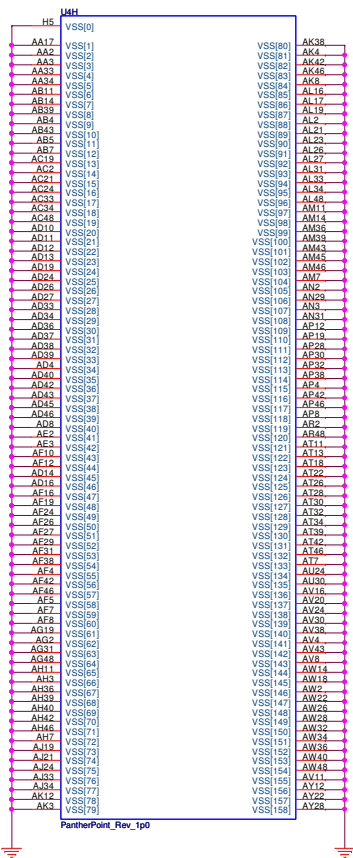 U4H
H5 VSS[0]
AA17 VSS[1] VSS[80] AK38
AA2 VSS[2] VSS[81] AK4
AA3 VSS[3] VSS[82] AK42
AA33 VSS[4] VSS[83] AK46
AA34 VSS[5] VSS[84] AK8
AB11 VSS[6] VSS[85] AL16
AB14 VSS[7] VSS[86] AL17
AB39 VSS[8] VSS[87] AL19
AB4 VSS[9] VSS[88] AL2
AB43 VSS[10] VSS[89] AL21
AB5 VSS[11] VSS[90] AL23
AB7 VSS[12] VSS[91] AL26
AC19 VSS[13] VSS[92] AL27
AC2 VSS[14] VSS[93] AL31
AC21 VSS[15] VSS[94] AL33
AC24 VSS[16] VSS[95] AL34
AC33 VSS[17] VSS[96] AL48
AC34 VSS[18] VSS[97] AM11
AC48 VSS[19] VSS[98] AM14
AD10 VSS[20] VSS[99] AM36
AD11 VSS[21] VSS[100] AM39
AD12 VSS[22] VSS[101] AM43
AD13 VSS[23] VSS[102] AM45
AD19 VSS[24] VSS[103] AM46
AD24 VSS[25] VSS[104] AM7
AD26 VSS[26] VSS[105] AN2
AD27 VSS[27] VSS[106] AN29
AD33 VSS[28] VSS[107] AN3
AD34 VSS[29] VSS[108] AN31
AD36 VSS[30] VSS[109] AP12
AD37 VSS[31] VSS[110] AP19
AD38 VSS[32] VSS[111] AP28
AD39 VSS[33] VSS[112] AP30
AD4 VSS[34] VSS[113] AP32
AD40 VSS[35] VSS[114] AP38
AD42 VSS[36] VSS[115] AP4
AD43 VSS[37] VSS[116] AP42
AD45 VSS[38] VSS[117] AP46
AD46 VSS[39] VSS[118] AP8
AD8 VSS[40] VSS[119] AR2
AE2 VSS[41] VSS[120] AR48
AE3 VSS[42] VSS[121] AT11
AF10 VSS[43] VSS[122] AT13
AF12 VSS[44] VSS[123] AT18
AD14 VSS[45] VSS[124] AT22
AD16 VSS[46] VSS[125] AT26
AF16 VSS[47] VSS[126] AT28
AF19 VSS[48] VSS[127] AT30
AF24 VSS[49] VSS[128] AT32
AF26 VSS[50] VSS[129] AT34
AF27 VSS[51] VSS[130] AT39
AF29 VSS[52] VSS[131] AT42
AF31 VSS[53] VSS[132] AT46
AF38 VSS[54] VSS[133] AT7
AF4 VSS[55] VSS[134] AU24
AF42 VSS[56] VSS[135] AU30
AF46 VSS[57] VSS[136] AV16
AF5 VSS[58] VSS[137] AV20
AF7 VSS[59] VSS[138] AV24
AF8 VSS[60] VSS[139] AV30
AG19 VSS[61] VSS[140] AV38
AG2 VSS[62] VSS[141] AV4
AG31 VSS[63] VSS[142] AV43
AG48 VSS[64] VSS[143] AV8
AH11 VSS[65] VSS[144] AW14
AH3 VSS[66] VSS[145] AW18
AH36 VSS[67] VSS[146] AW2
AH39 VSS[68] VSS[147] AW22
AH40 VSS[69] VSS[148] AW26
AH42 VSS[70] VSS[149] AW28
AH46 VSS[71] VSS[150] AW32
AH7 VSS[72] VSS[151] AW34
AJ19 VSS[73] VSS[152] AW36
AJ21 VSS[74] VSS[153] AW40
AJ24 VSS[75] VSS[154] AW48
AJ33 VSS[76] VSS[155] AV11
AJ34 VSS[77] VSS[156] AY12
AK12 VSS[78] VSS[157] AY22
AK3 VSS[79] VSS[158] AY28
PantherPoint_Rev_1p0